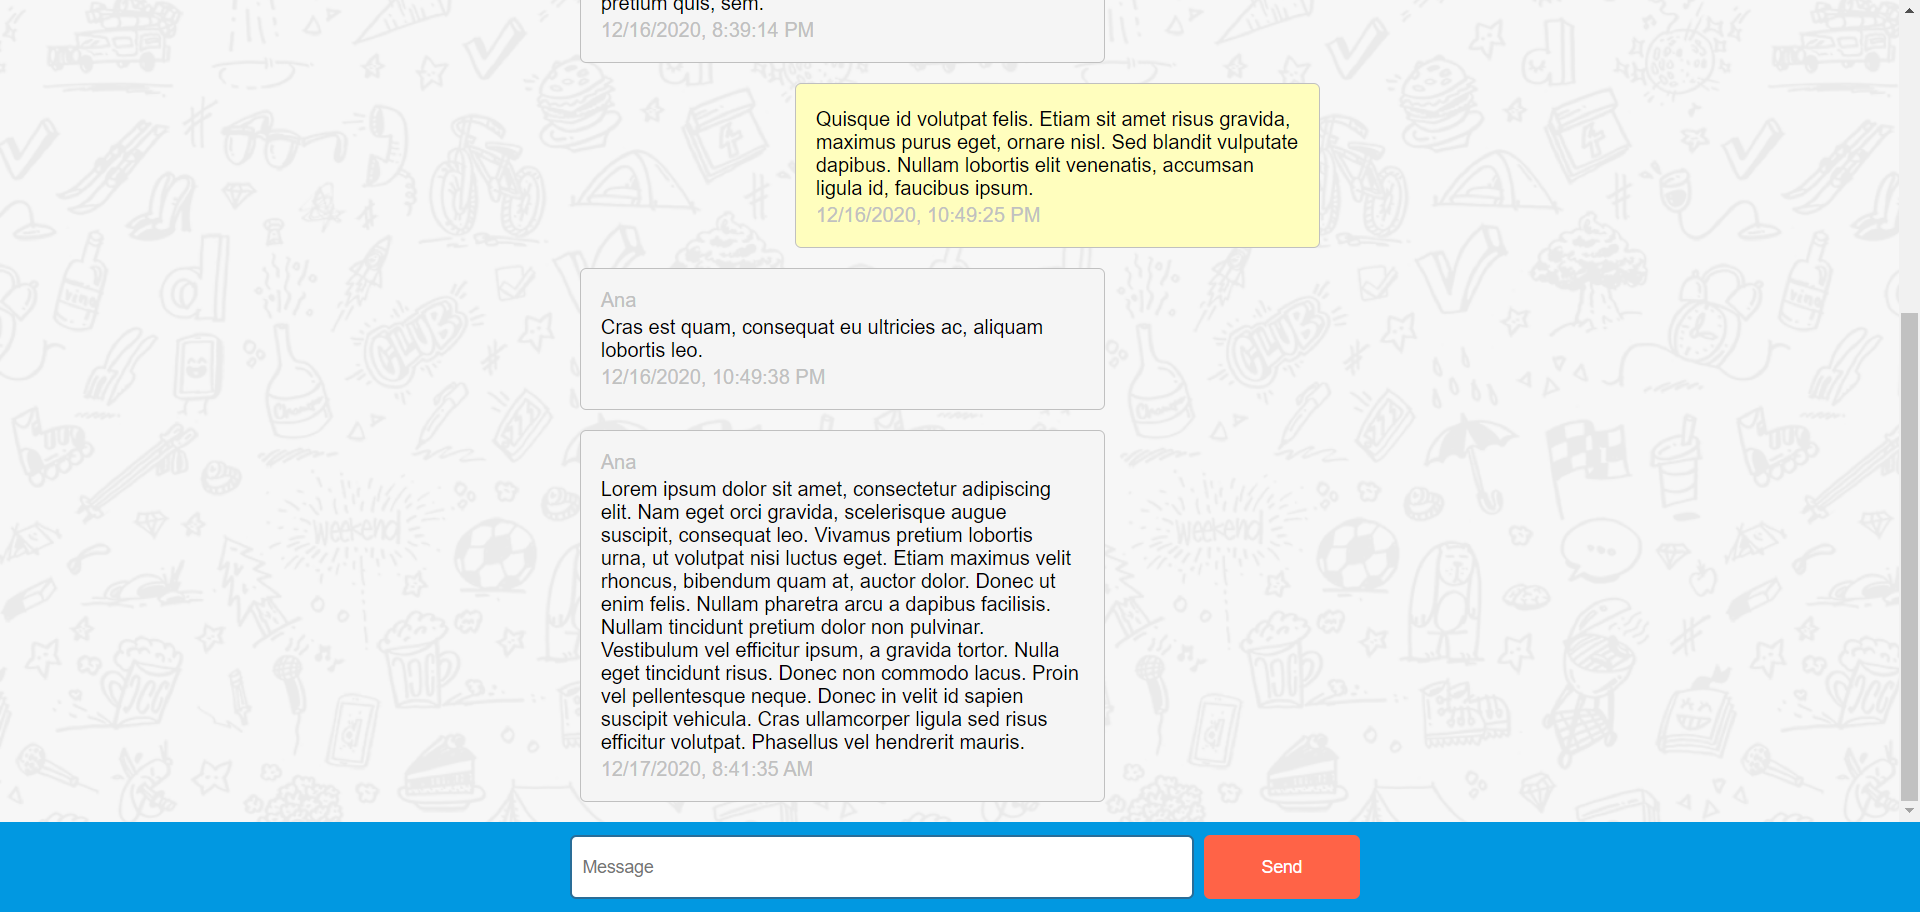 pretium quis, sem.
12/16/2020, 8:39:14 PM
Quisque id volutpat felis. Etiam sit amet risus gravida,
maximus purus eget, ornare nisl. Sed blandit vulputate
dapibus. Nullam lobortis elit venenatis, accumsan
ligula id, faucibus ipsum.
12/16/2020, 10:49:25 PM
Ana
Cras est quam, consequat eu ultricies ac, aliquam
lobortis leo.
12/16/2020, 10:49:38 PM
Ana
Lorem ipsum dolor sit amet, consectetur adipiscing
elit. Nam eget orci gravida, scelerisque augue
suscipit, consequat leo. Vivamus pretium lobortis
urna, ut volutpat nisi luctus eget. Etiam maximus velit
rhoncus, bibendum quam at, auctor dolor. Donec ut
enim felis. Nullam pharetra arcu a dapibus facilisis.
Nullam tincidunt pretium dolor non pulvinar.
Vestibulum vel efficitur ipsum, a gravida tortor. Nulla
eget tincidunt risus. Donec non commodo lacus. Proin
vel pellentesque neque. Donec in velit id sapien
suscipit vehicula. Cras ullamcorper ligula sed risus
efficitur volutpat. Phasellus vel hendrerit mauris.
12/17/2020, 8:41:35 AM
Message
Send
CLUB
CLUB
weekend
weekend